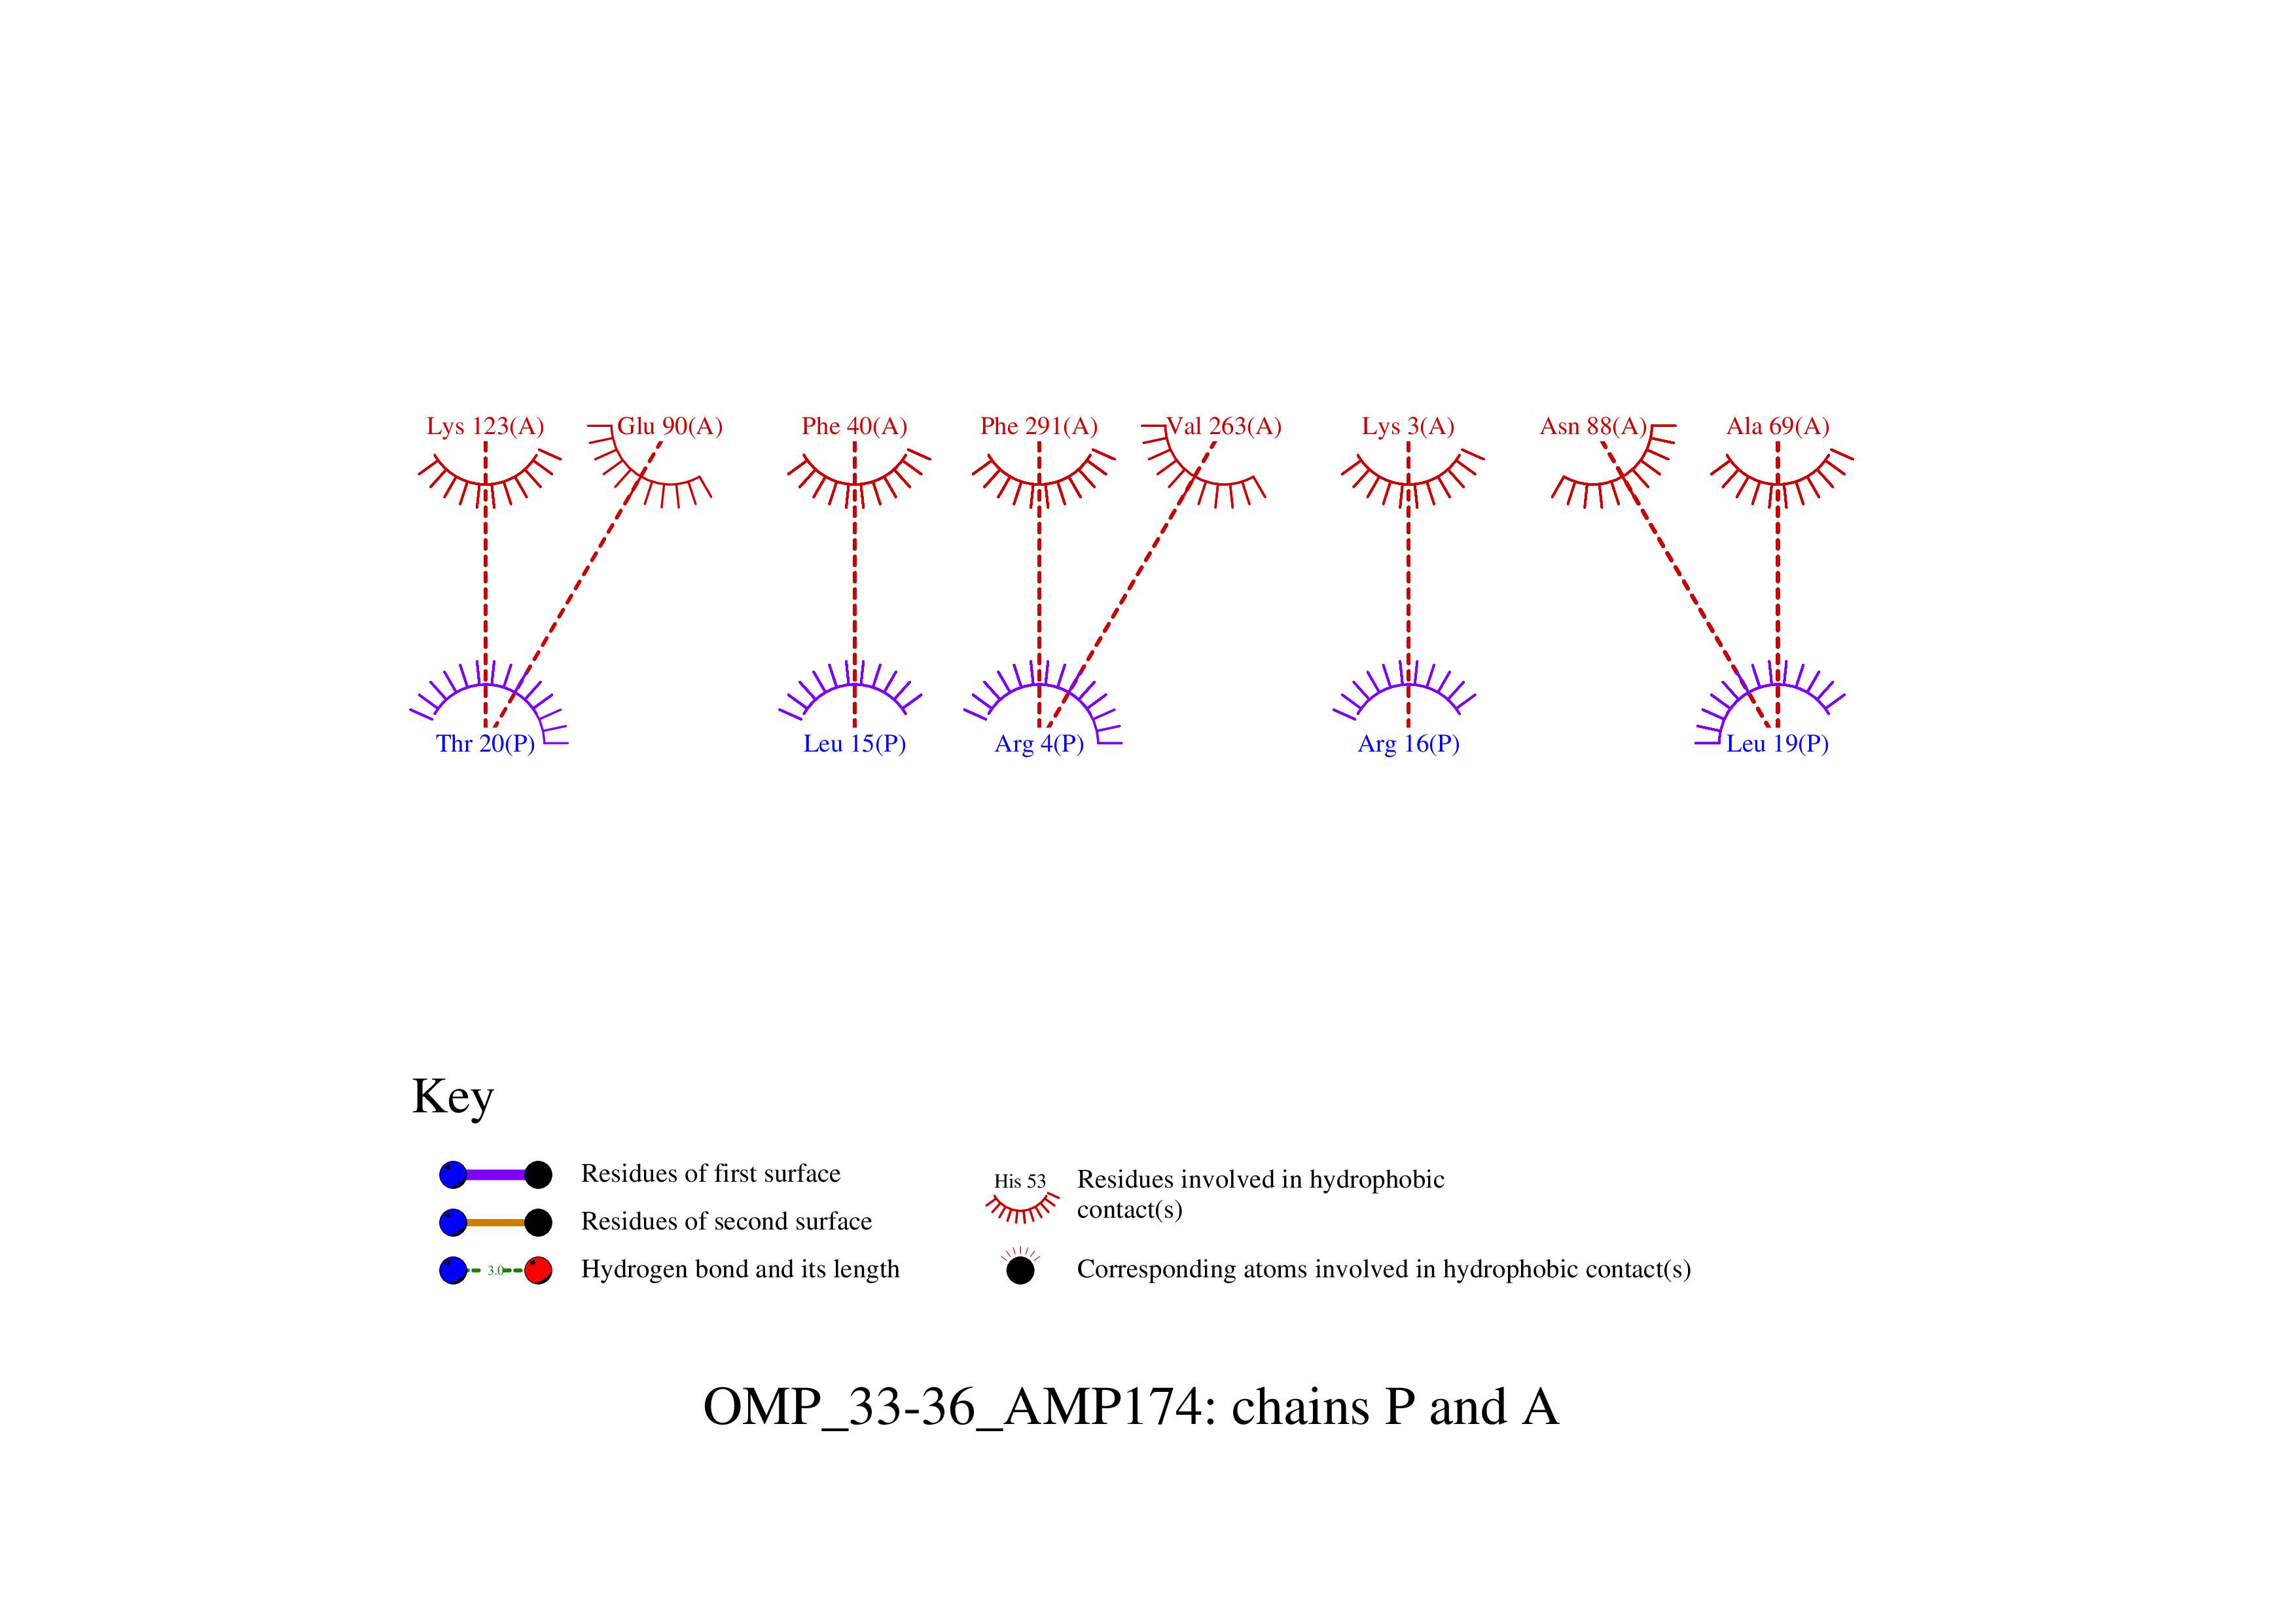 Lys 123(A) Glu 90(A) Phe 40(A) Phe 291(A) Val 263(A) Lys 3(A) Asn 88(A) Ala 69(A)
Thr 20(P) Leu 15(P) Arg 4(P) Arg 16(P) Leu 19(P)
Key
Residues of first surface
Residues of second surface
3.0 Hydrogen bond and its length
His 53 Residues involved in hydrophobic
contact(s)
Corresponding atoms involved in hydrophobic contact(s)
OMP_33-36_AMP174: chains P and A